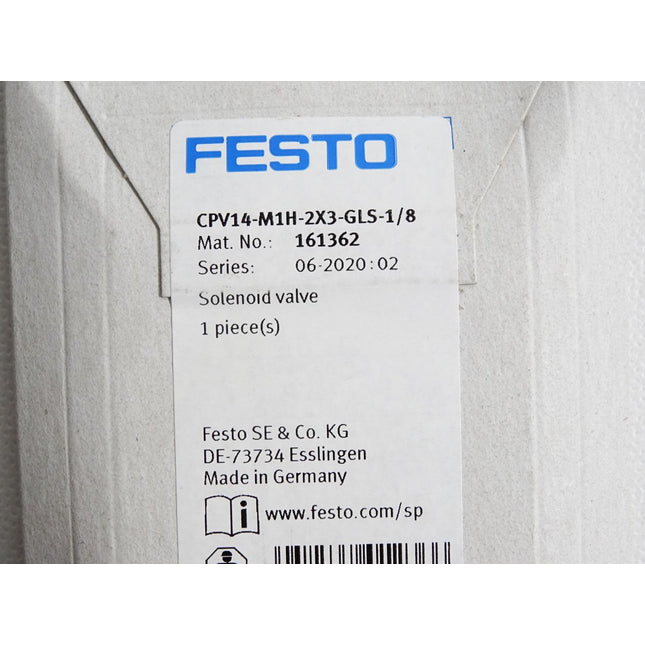 FESTO
CPV14-M1H-2X3-GLS-1/8
Mat. No.: 161362
Series: 06-2020:02
Solenoid valve
1 piece(s)
Festo SE & Co. KG
DE-73734 Esslingen
Made in Germany
i www.festo.com/sp